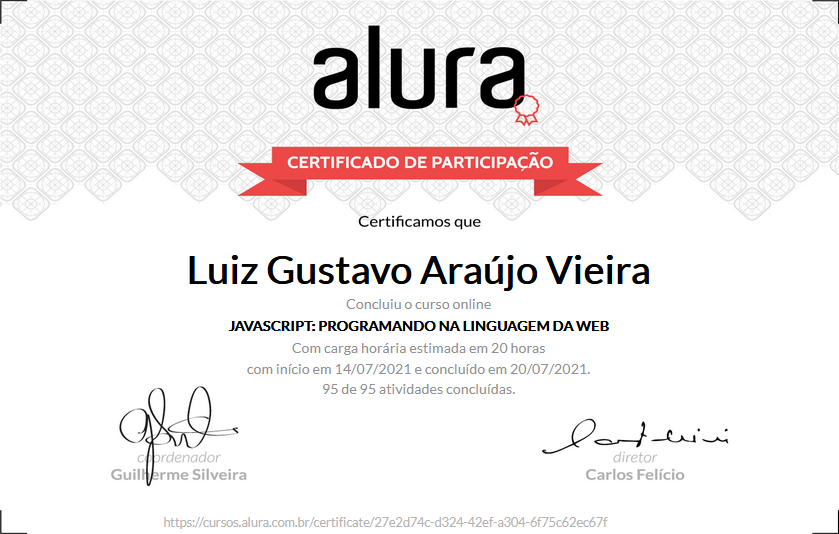 alura
CERTIFICADO DE PARTICIPAÇÃO
Certificamos que
Luiz Gustavo Araújo Vieira
Concluiu o curso online
JAVASCRIPT: PROGRAMANDO NA LINGUAGEM DA WEB
Com carga horária estimada em 20 horas
com início em 14/07/2021 e concluído em 20/07/2021.
95 de 95 atividades concluídas.
coordenador
Guilherme Silveira
diretor
Carlos Felício
https://cursos.alura.com.br/certificate/27e2d74c-d324-42ef-a304-6f75c62ec67f